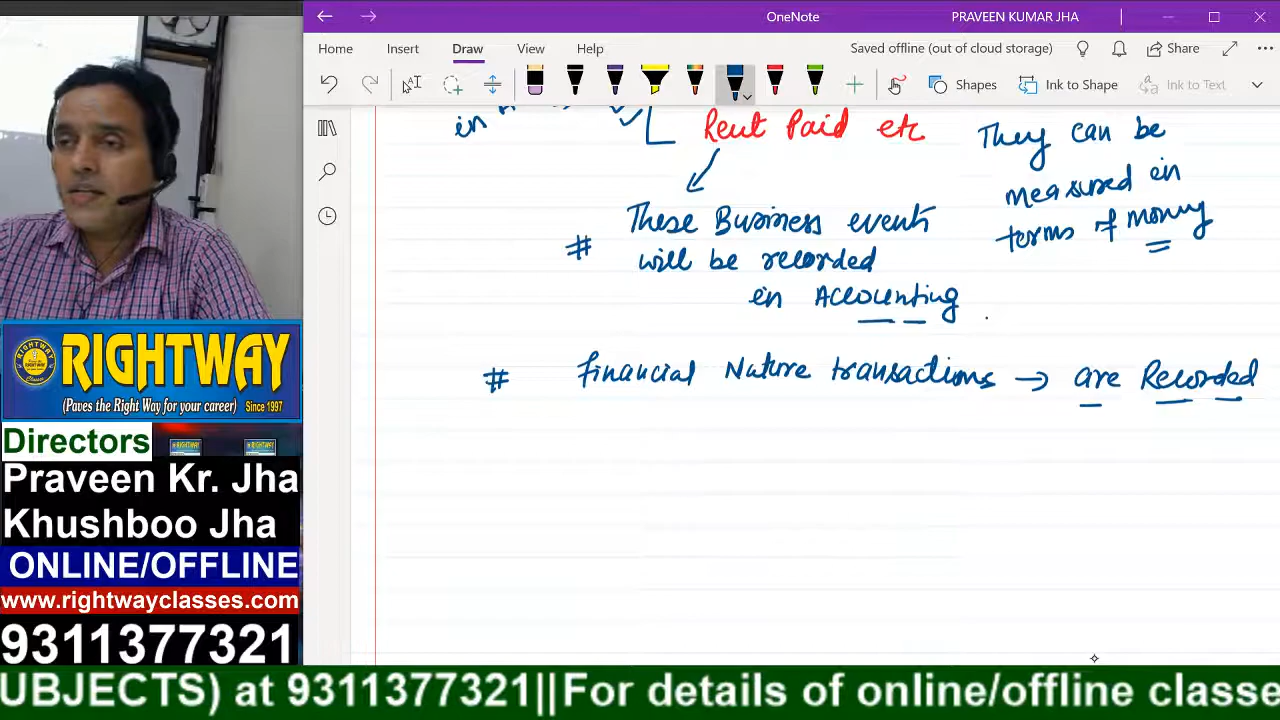 OneNote
PRAVEEN KUMAR JHA
Home Insert Draw View Help
Saved offline (out of cloud storage)
Share
Shapes
Ink to Shape
Ink to Text
in
Rent Paid etc
They can be
measured in
terms of money
# These Business events
will be recorded
in Accounting
# financial Nature transactions → are Recorded
RIGHTWAY
(Paves the Right Way for your career) Since 1997
Directors
Praveen Kr. Jha
Khushboo Jha
ONLINE/OFFLINE
www.rightwayclasses.com
9311377321
UBJECTS) at 9311377321||For details of online/offline classe